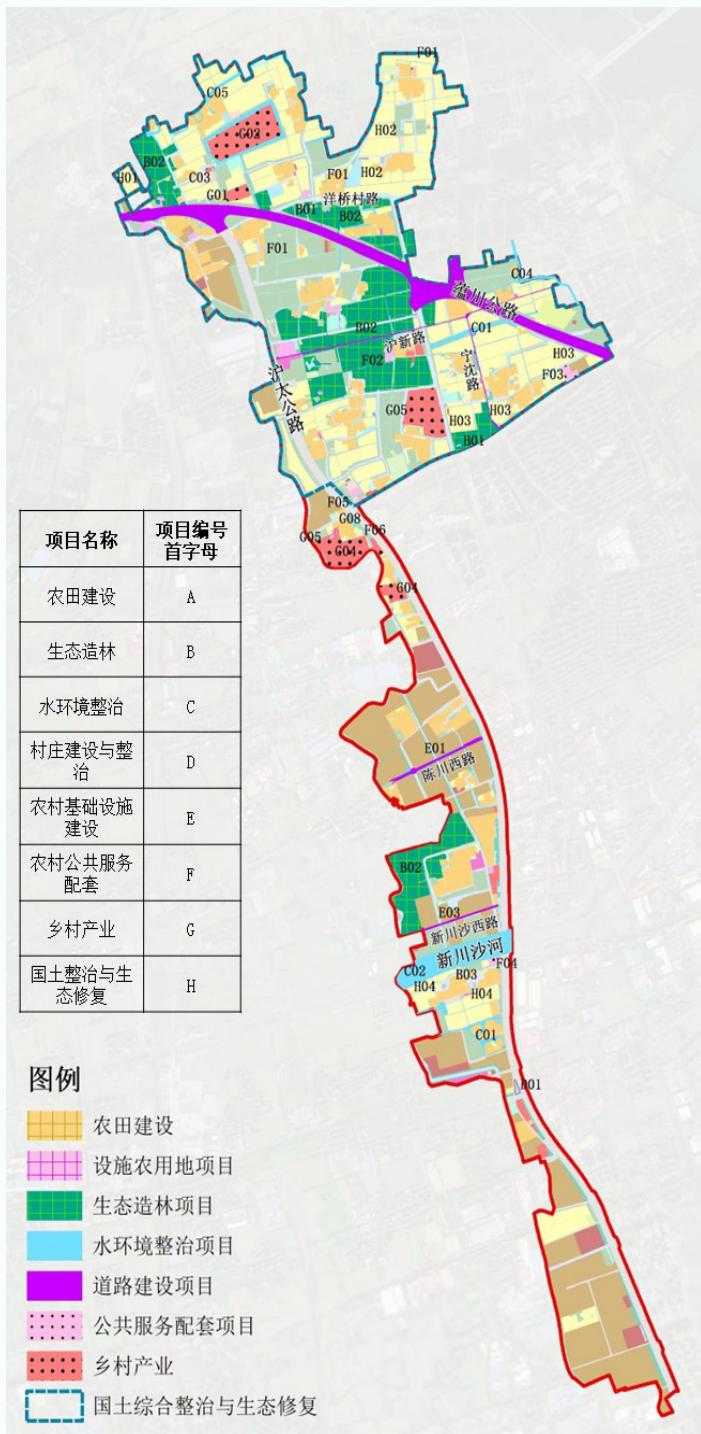 F01
C05
G02
H02
B02
H01
C03
F01
H02
G01
洋桥村路
B01
B02
F01
C04
蕴川公路
B02
C01
沪新路
F02
宁沈路
H03
F03
沪太公路
G05
H03
H03
B01
F05
G08
G05
F06
G04
G04
项目名称 项目编号首字母
农田建设 A
生态造林 B
水环境整治 C
村庄建设与整治 D
农村基础设施建设 E
农村公共服务配套 F
乡村产业 G
国土整治与生态修复 H
E01
陈川西路
B02
E03
新川沙西路
新川沙河
F04
C02
B03
H04
H04
C01
B01
图例
农田建设
设施农用地项目
生态造林项目
水环境整治项目
道路建设项目
公共服务配套项目
乡村产业
国土综合整治与生态修复